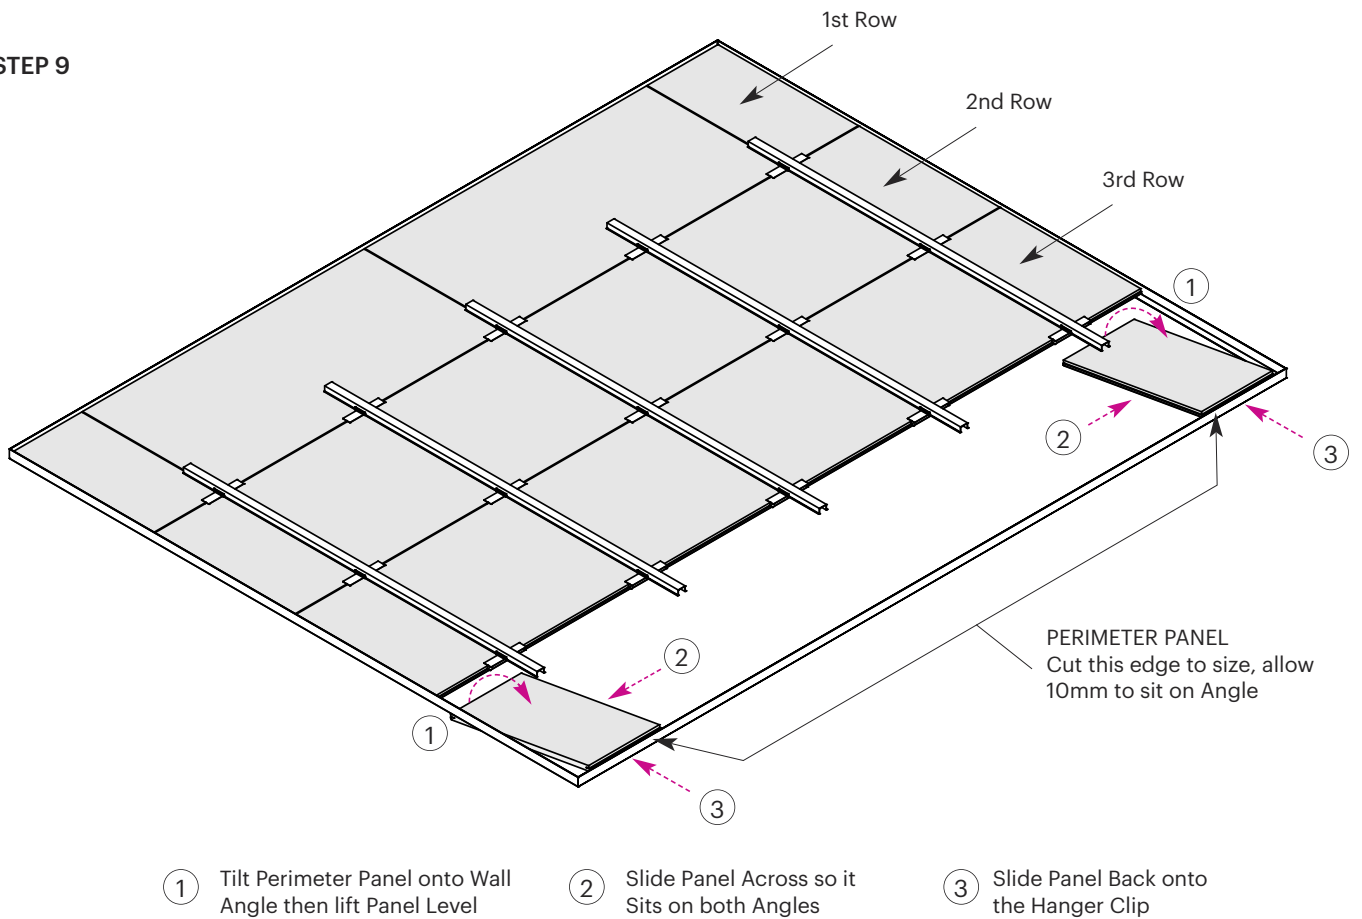 STEP 9
1st Row
2nd Row
3rd Row
1
2
3
2
1
3
PERIMETER PANEL
Cut this edge to size, allow
10mm to sit on Angle
1 Tilt Perimeter Panel onto Wall
Angle then lift Panel Level
2 Slide Panel Across so it
Sits on both Angles
3 Slide Panel Back onto
the Hanger Clip